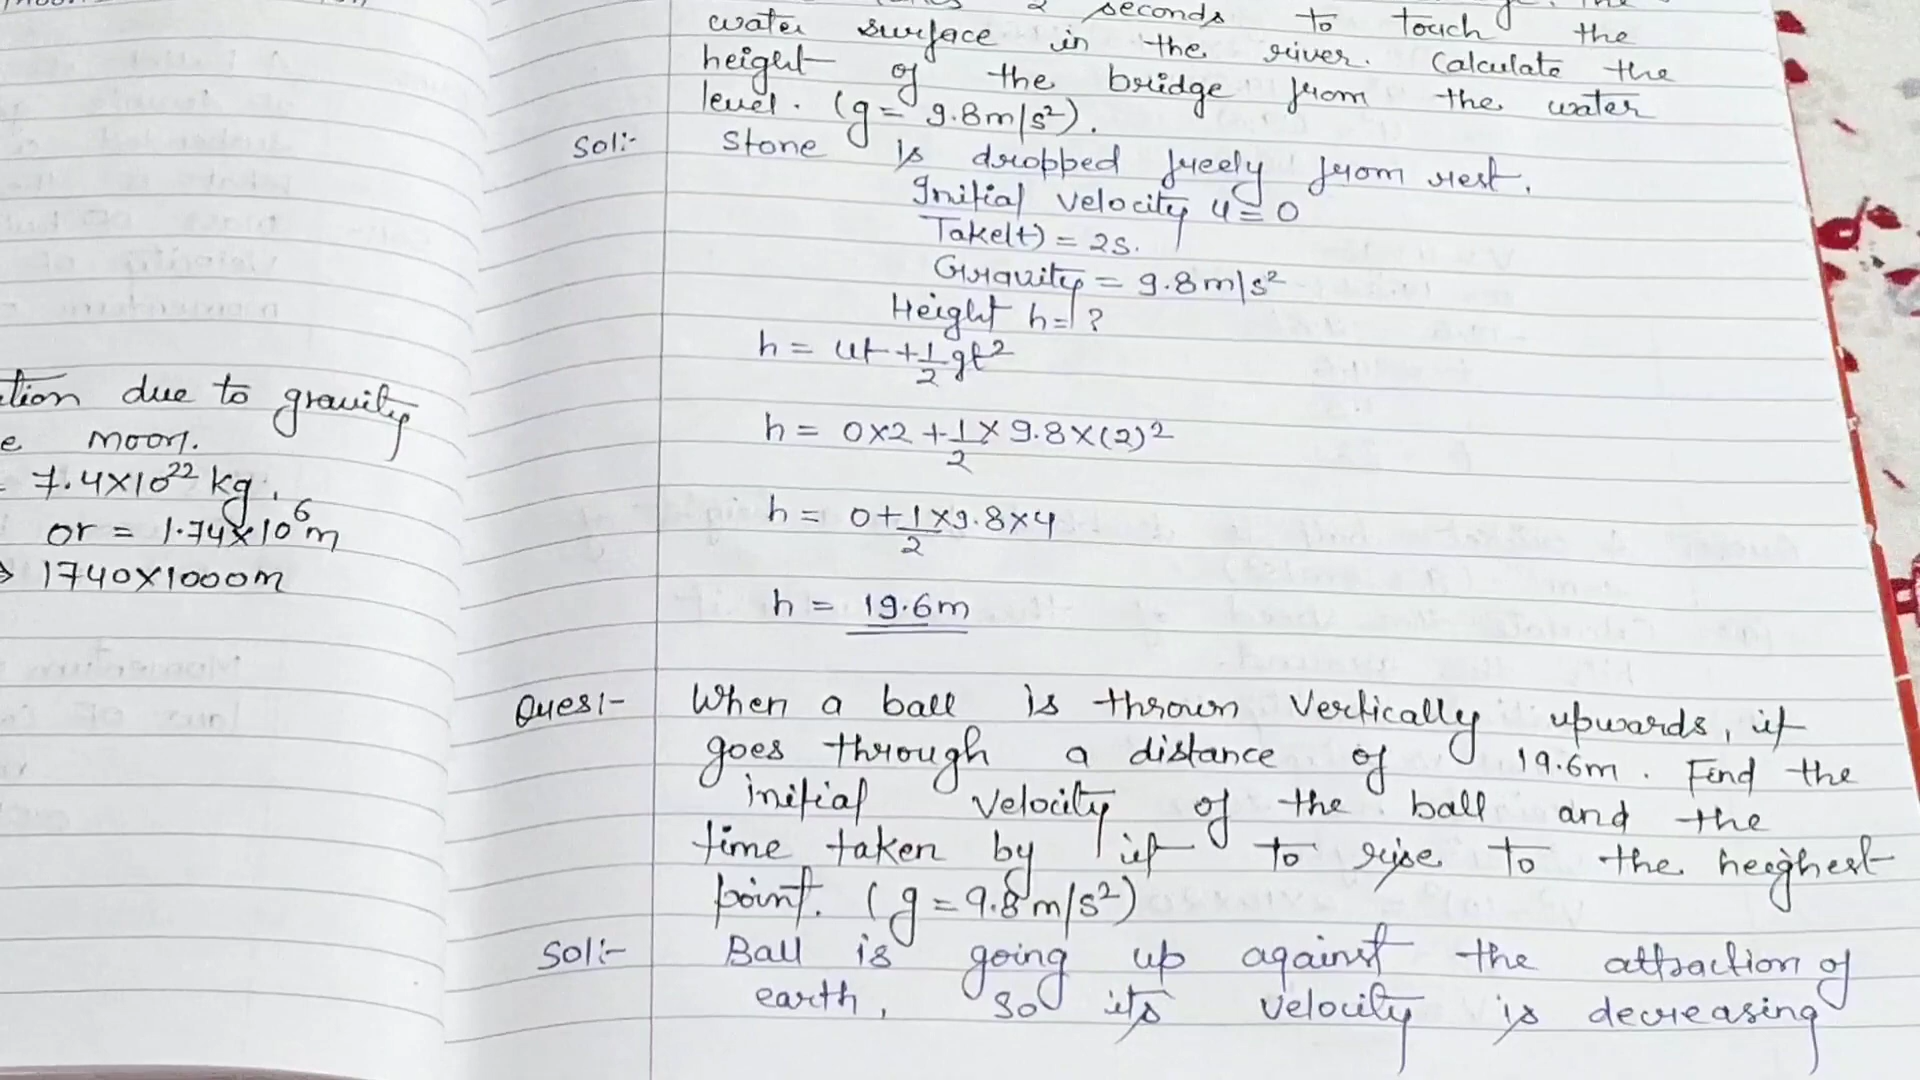 tion due to gravity
e moon.
7.4×10²² kg.
or = 1.74×10⁶m
1740×1000m
seconds to touch the
water surface in the river. Calculate the
height of the bridge from the water
level. (g = 9.8m/s²).
Sol:- Stone is dropped freely from rest.
Initial velocity u = 0
Take(t) = 2s.
Gravity = 9.8m/s²
Height h = ?
h = ut + 1/2 gt²
h = 0×2 + 1/2 × 9.8×(2)²
h = 0 + 1/2 ×9.8×4
h = 19.6m
Ques:- When a ball is thrown vertically upwards, it
goes through a distance of 19.6m. Find the
initial velocity of the ball and the
time taken by it to rise to the heighest
point. (g = 9.8m/s²)
Sol:- Ball is going up against the attraction of
earth, so its velocity is decreasing